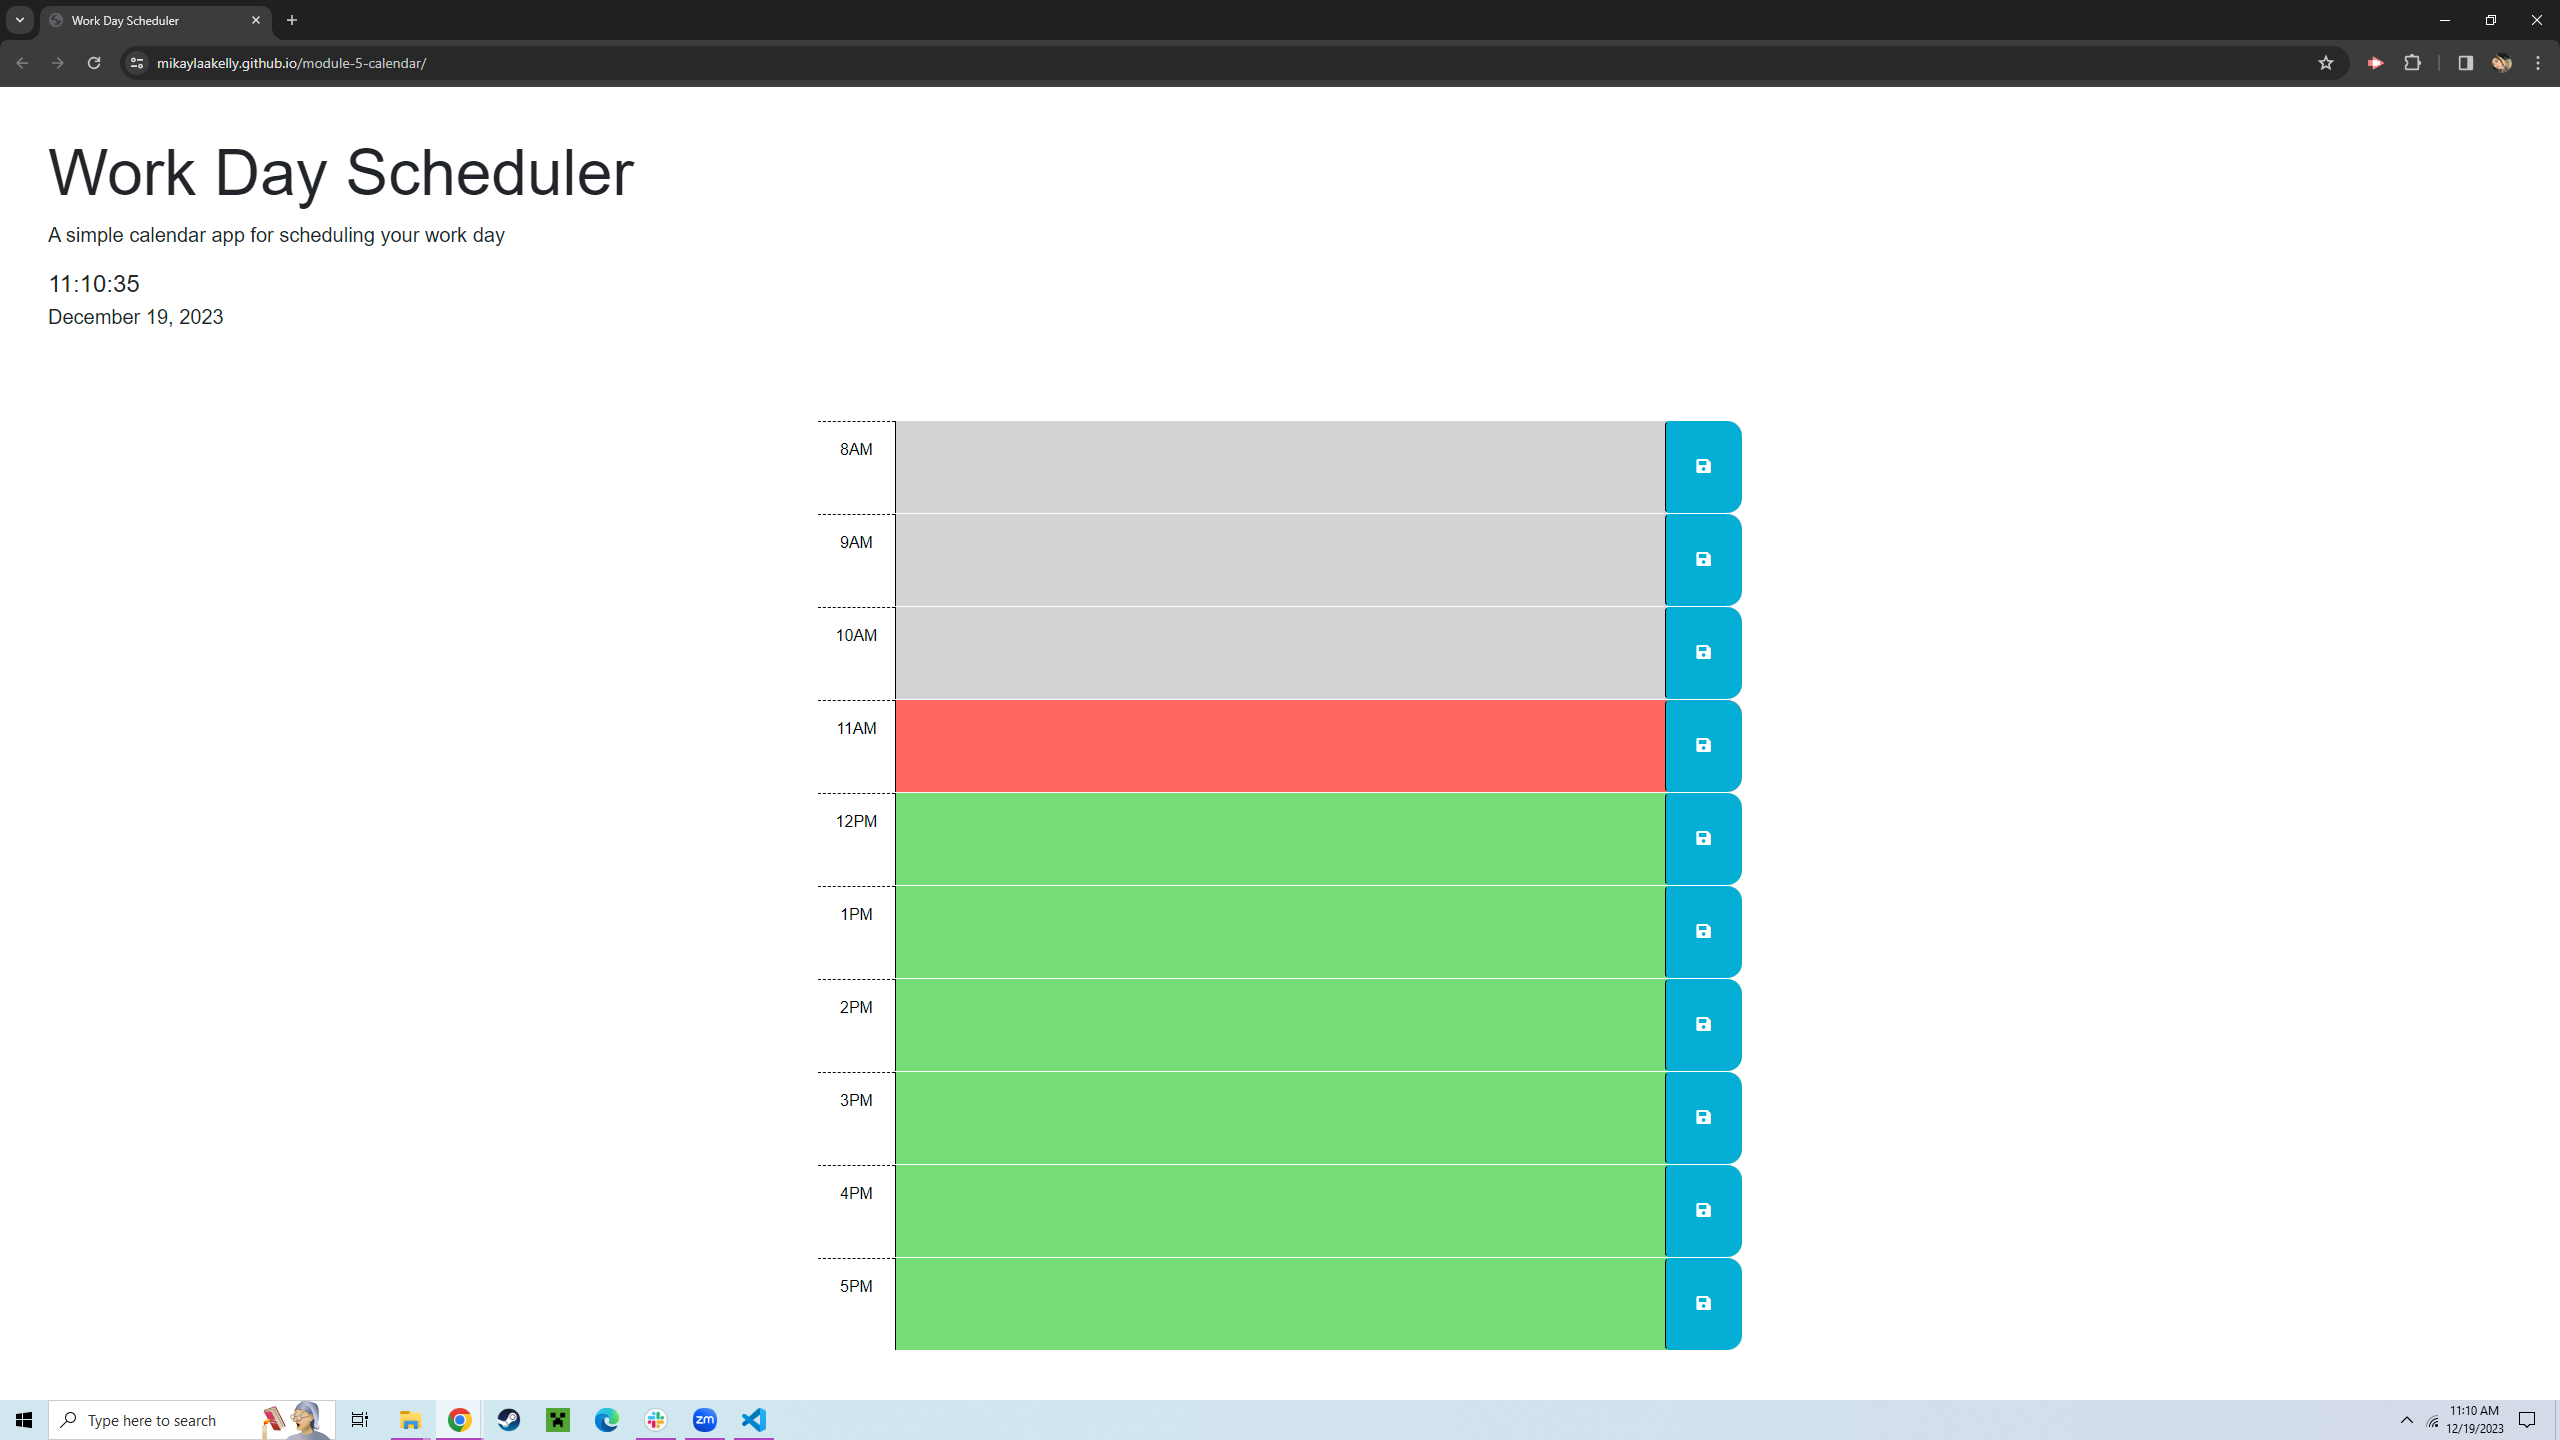 Work Day Scheduler
mikaylaakelly.github.io/module-5-calendar/
Work Day Scheduler
A simple calendar app for scheduling your work day
11:10:35
December 19, 2023
8AM
9AM
10AM
11AM
12PM
1PM
2PM
3PM
4PM
5PM
Type here to search
zm
11:10 AM
12/19/2023